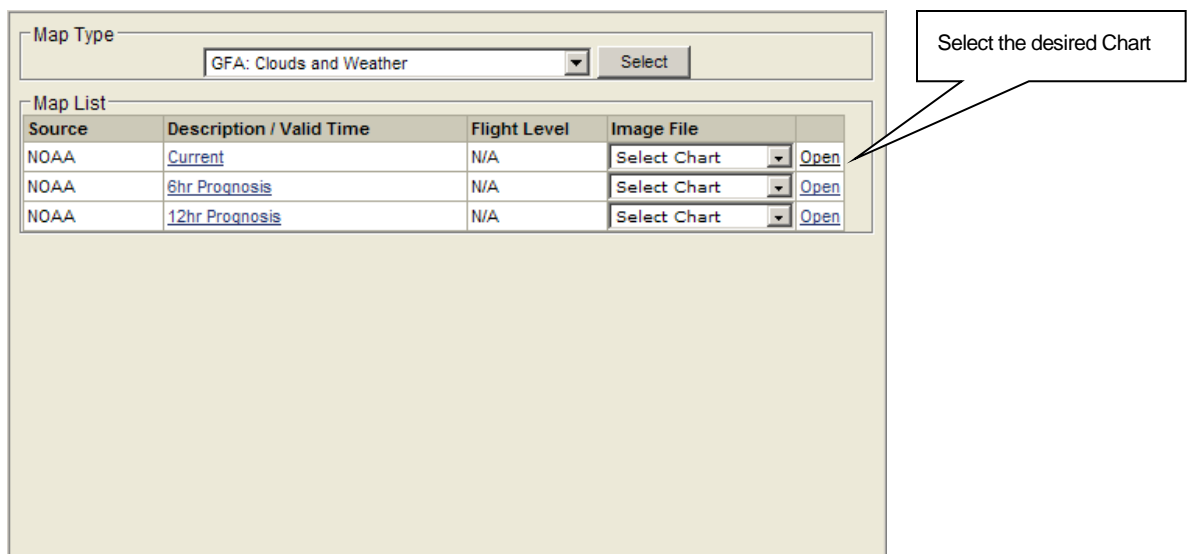 Map Type
GFA: Clouds and Weather Select
Select the desired Chart
Map List
Source Description / Valid Time Flight Level Image File
NOAA Current N/A Select Chart Open
NOAA 6hr Prognosis N/A Select Chart Open
NOAA 12hr Prognosis N/A Select Chart Open